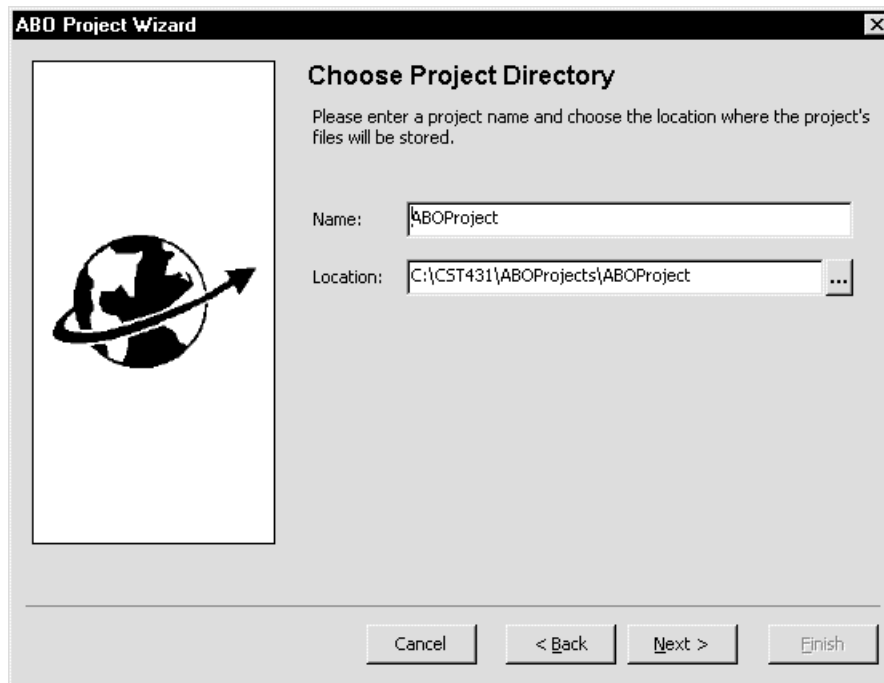 ABO Project Wizard
Choose Project Directory
Please enter a project name and choose the location where the project's
files will be stored.
Name:
ABOProject
Location:
C:\CST431\ABOProjects\ABOProject
...
Cancel
< Back
Next >
Finish